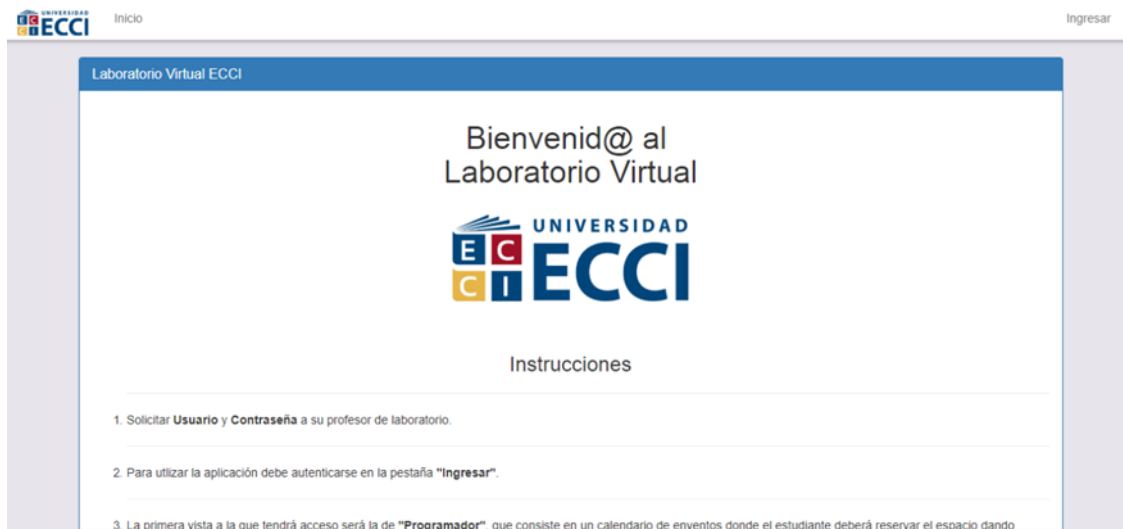 UNIVERSIDAD
ECCI
Inicio
Ingresar
Laboratorio Virtual ECCI
Bienvenid@ al
Laboratorio Virtual
E C
C I
UNIVERSIDAD
ECCI
Instrucciones
1. Solicitar Usuario y Contraseña a su profesor de laboratorio.
2. Para utlizar la aplicación debe autenticarse en la pestaña "Ingresar".
3. La primera vista a la que tendrá acceso será la de "Programador", que consiste en un calendario de enventos donde el estudiante deberá reservar el espacio dando